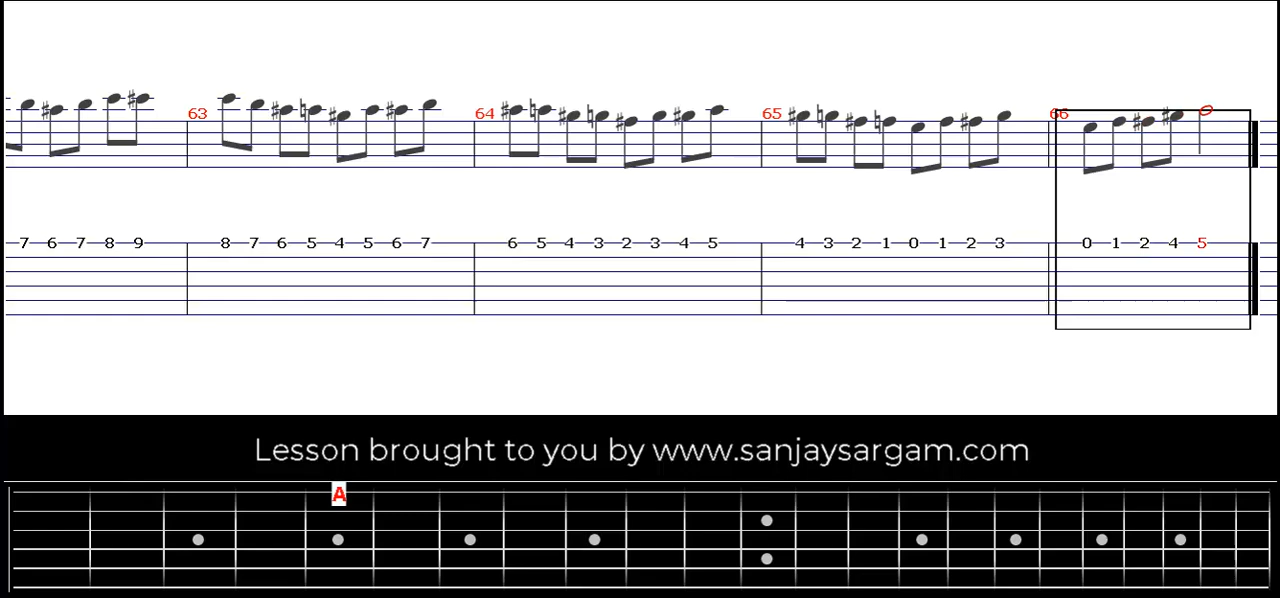 63 64 65 66
7 6 7 8 9 8 7 6 5 4 5 6 7 6 5 4 3 2 3 4 5 4 3 2 1 0 1 2 3 0 1 2 4 5
Lesson brought to you by www.sanjaysargam.com
A